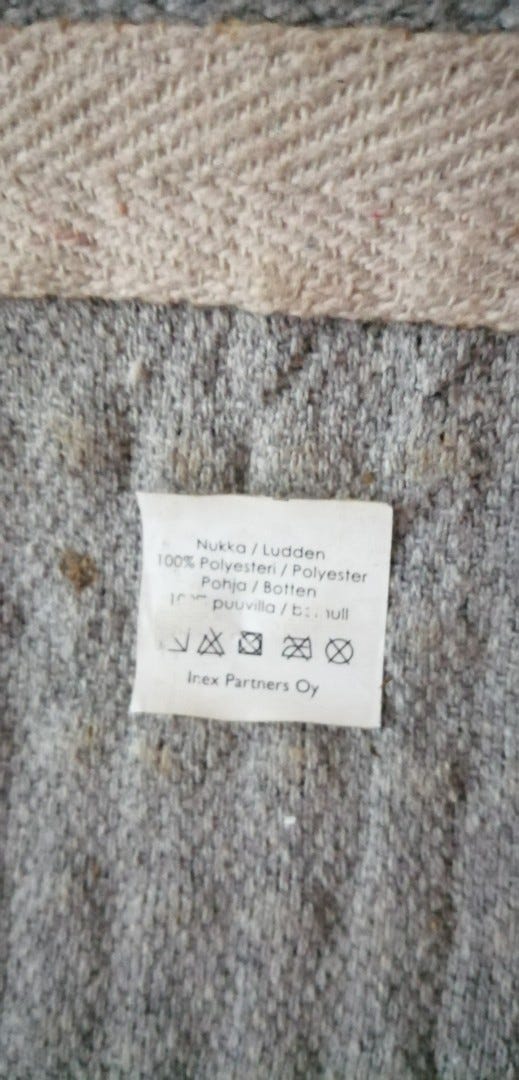 Nukka / Ludden
100% Polyesteri / Polyester
Pohja / Botten
puuvilla /
Inex Partners Oy